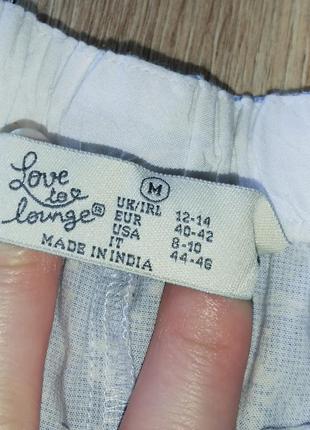 Love to
lounge®
M
UK/IRL 12-14
EUR 40-42
USA 8-10
IT 44-46
MADE IN INDIA